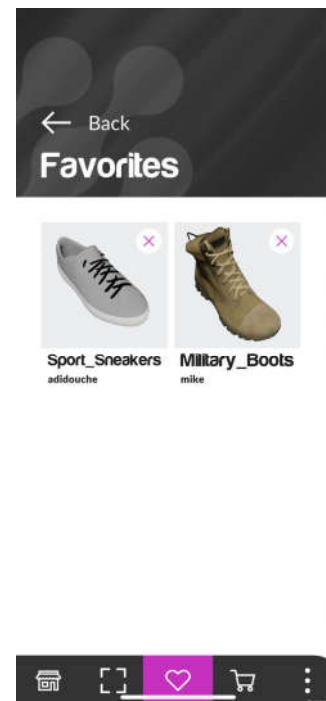 Back
Favorites
Sport_Sneakers
adidouche
Military_Boots
mike